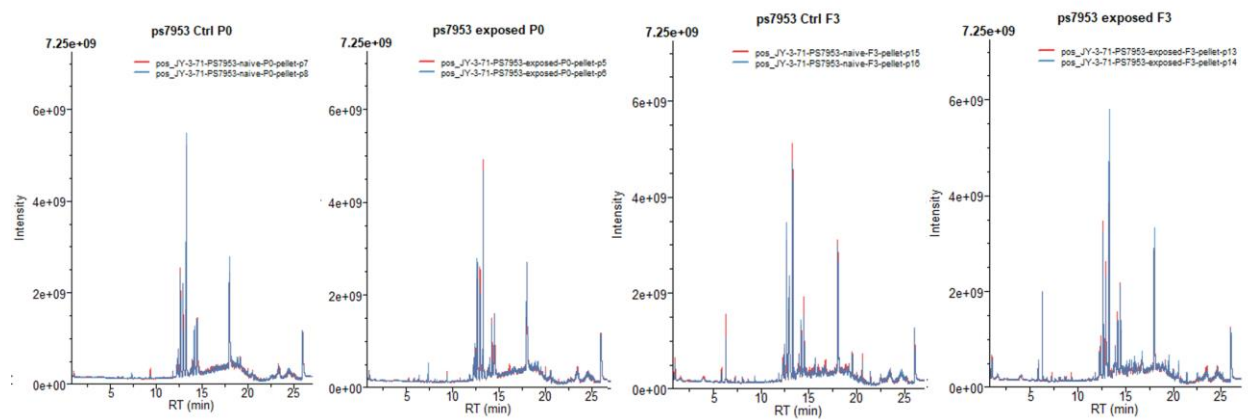 ps7953 Ctrl P0
7.25e+09
pos_JY-3-71-PS7953-naive-P0-pellet-p7
pos_JY-3-71-PS7953-naive-P0-pellet-p8
6e+09
4e+09
2e+09
0e+00
Intensity
5 10 15 20 25
RT (min)
ps7953 exposed P0
7.25e+09
pos_JY-3-71-PS7953-exposed-P0-pellet-p5
pos_JY-3-71-PS7953-exposed-P0-pellet-p6
6e+09
4e+09
2e+09
0e+00
Intensity
5 10 15 20 25
RT (min)
ps7953 Ctrl F3
7.25e+09
pos_JY-3-71-PS7953-naive-F3-pellet-p15
pos_JY-3-71-PS7953-naive-F3-pellet-p16
6e+09
4e+09
2e+09
0e+00
Intensity
5 10 15 20 25
RT (min)
ps7953 exposed F3
7.25e+09
pos_JY-3-71-PS7953-exposed-F3-pellet-p13
pos_JY-3-71-PS7953-exposed-F3-pellet-p14
6e+09
4e+09
2e+09
0e+00
Intensity
5 10 15 20 25
RT (min)